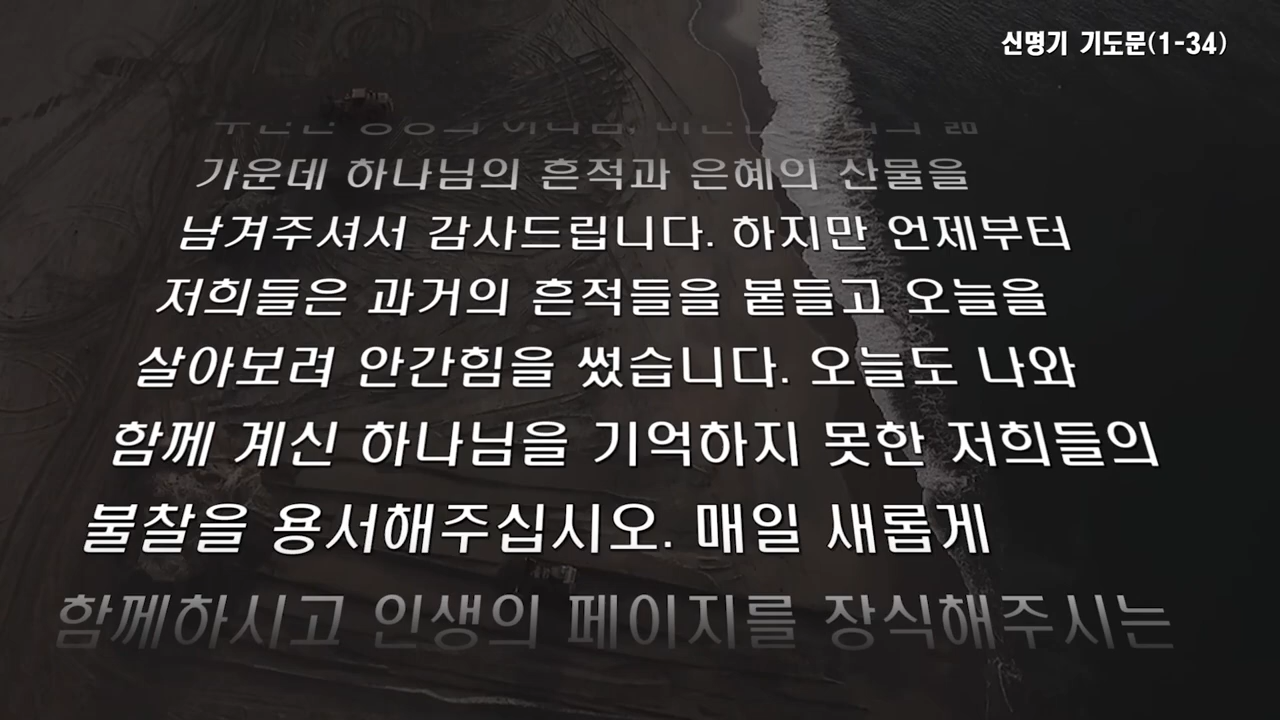 신명기 기도문(1-34)
가운데 하나님의 흔적과 은혜의 산물을
남겨주셔서 감사드립니다. 하지만 언제부터
저희들은 과거의 흔적들을 붙들고 오늘을
살아보려 안간힘을 썼습니다. 오늘도 나와
함께 계신 하나님을 기억하지 못한 저희들의
불찰을 용서해주십시오. 매일 새롭게
함께하시고 인생의 페이지를 장식해주시는